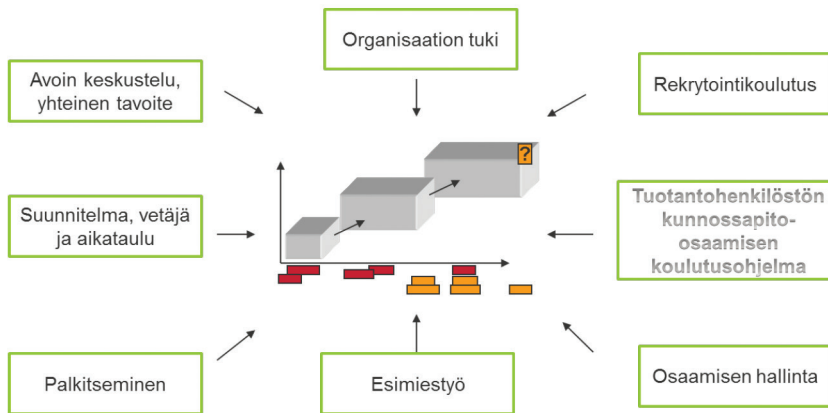 Organisaation tuki
Avoin keskustelu,
yhteinen tavoite
Rekrytointikoulutus
?
Suunnitelma, vetäjä
ja aikataulu
Tuotantohenkilöstön
kunnossapito-
osaamisen
koulutusohjelma
Palkitseminen
Esimiestyö
Osaamisen hallinta